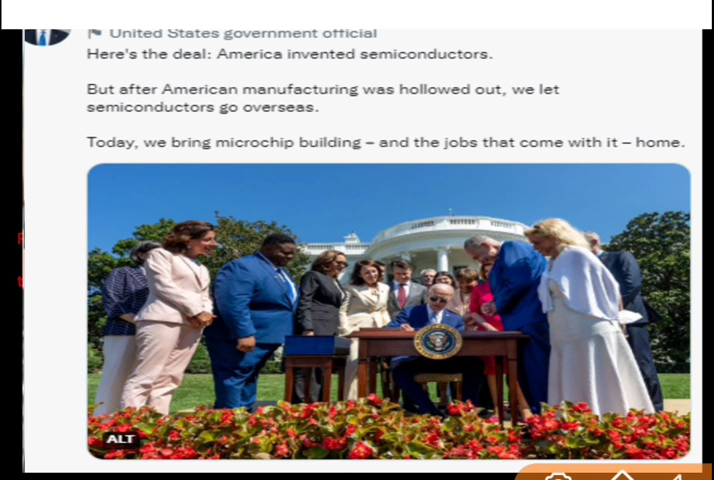 United States government official
Here's the deal: America invented semiconductors.
But after American manufacturing was hollowed out, we let
semiconductors go overseas.
Today, we bring microchip building – and the jobs that come with it – home.
ALT